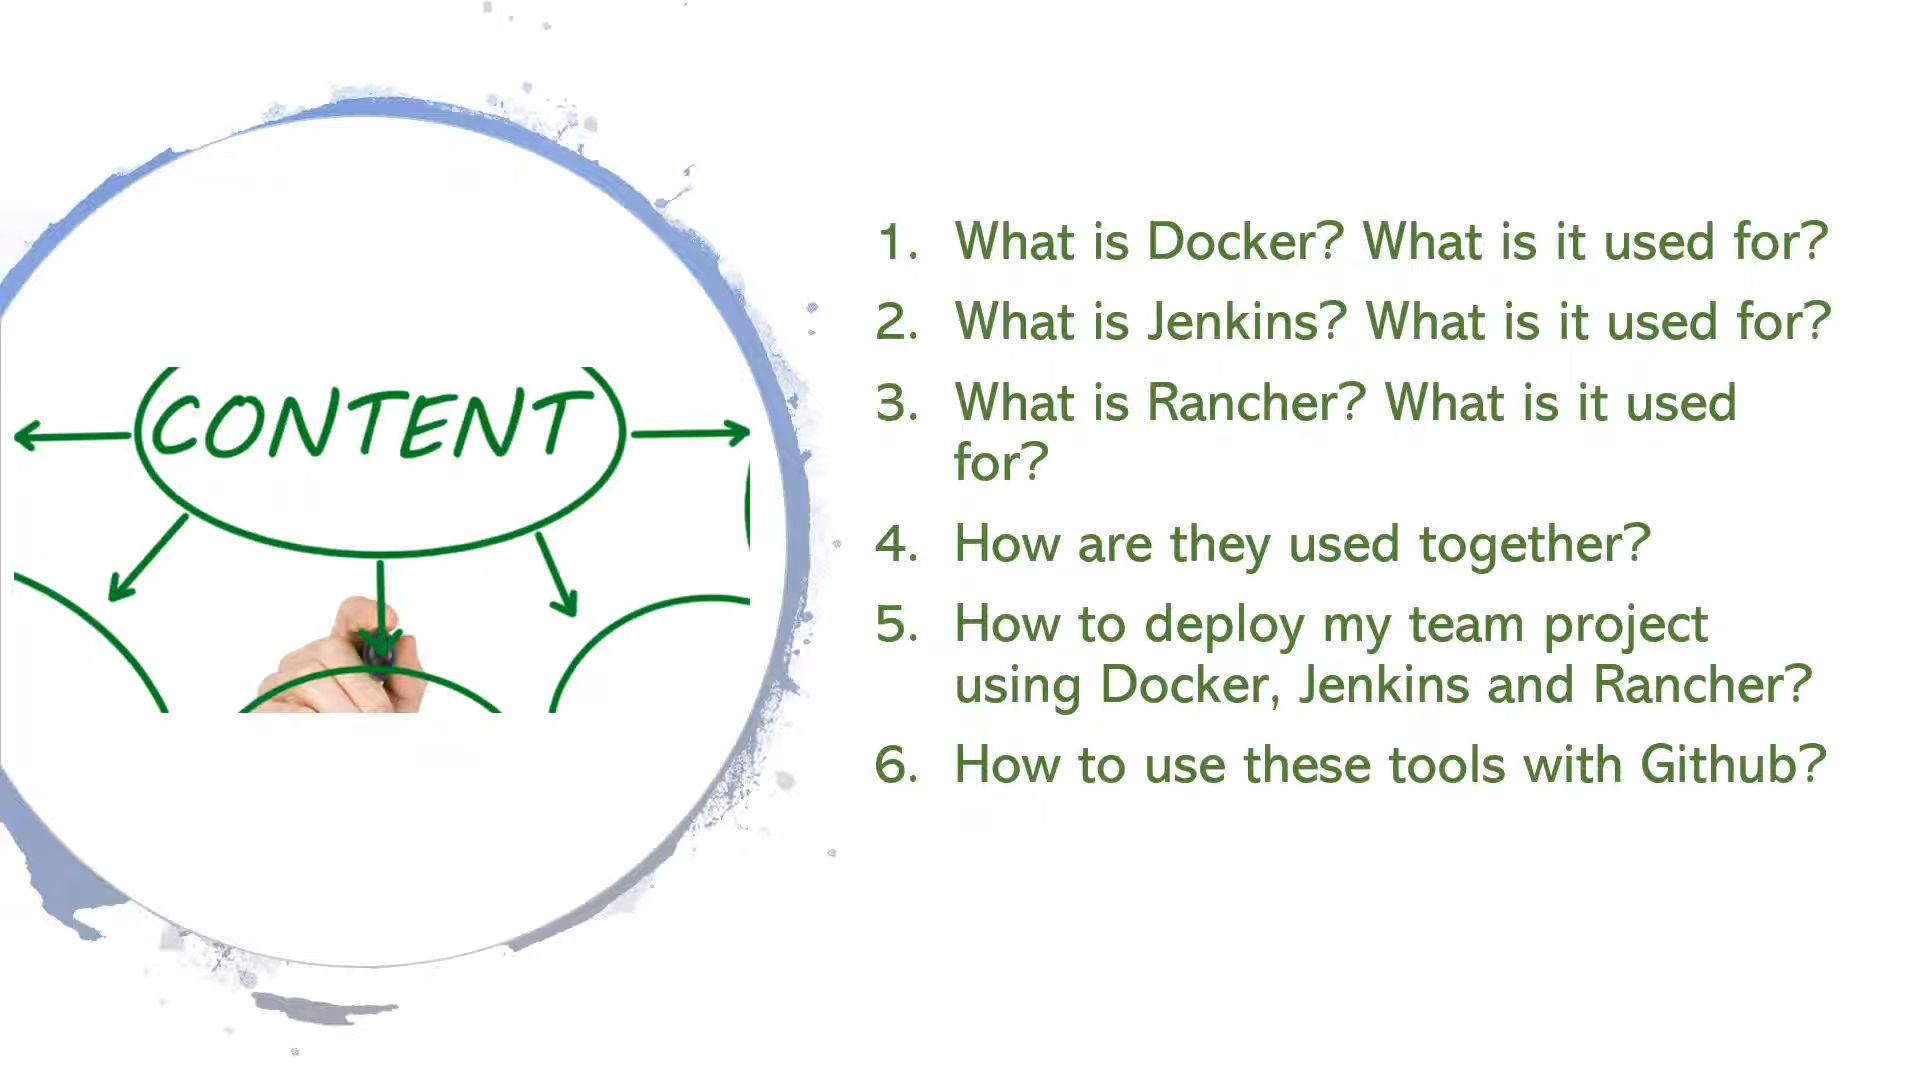 CONTENT
1. What is Docker? What is it used for?
2. What is Jenkins? What is it used for?
3. What is Rancher? What is it used
for?
4. How are they used together?
5. How to deploy my team project
using Docker, Jenkins and Rancher?
6. How to use these tools with Github?